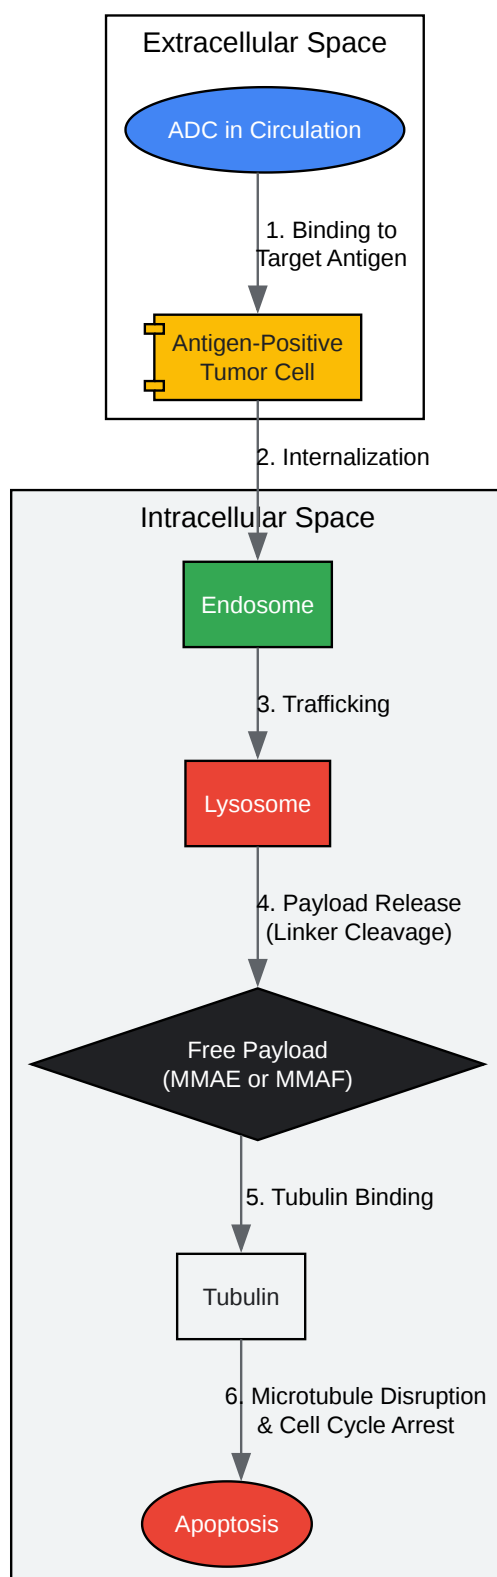 Extracellular Space
ADC in Circulation
1. Binding to
Target Antigen
Antigen-Positive
Tumor Cell
2. Internalization
Intracellular Space
Endosome
3. Trafficking
Lysosome
4. Payload Release
(Linker Cleavage)
Free Payload
(MMAE or MMAF)
5. Tubulin Binding
Tubulin
6. Microtubule Disruption
& Cell Cycle Arrest
Apoptosis